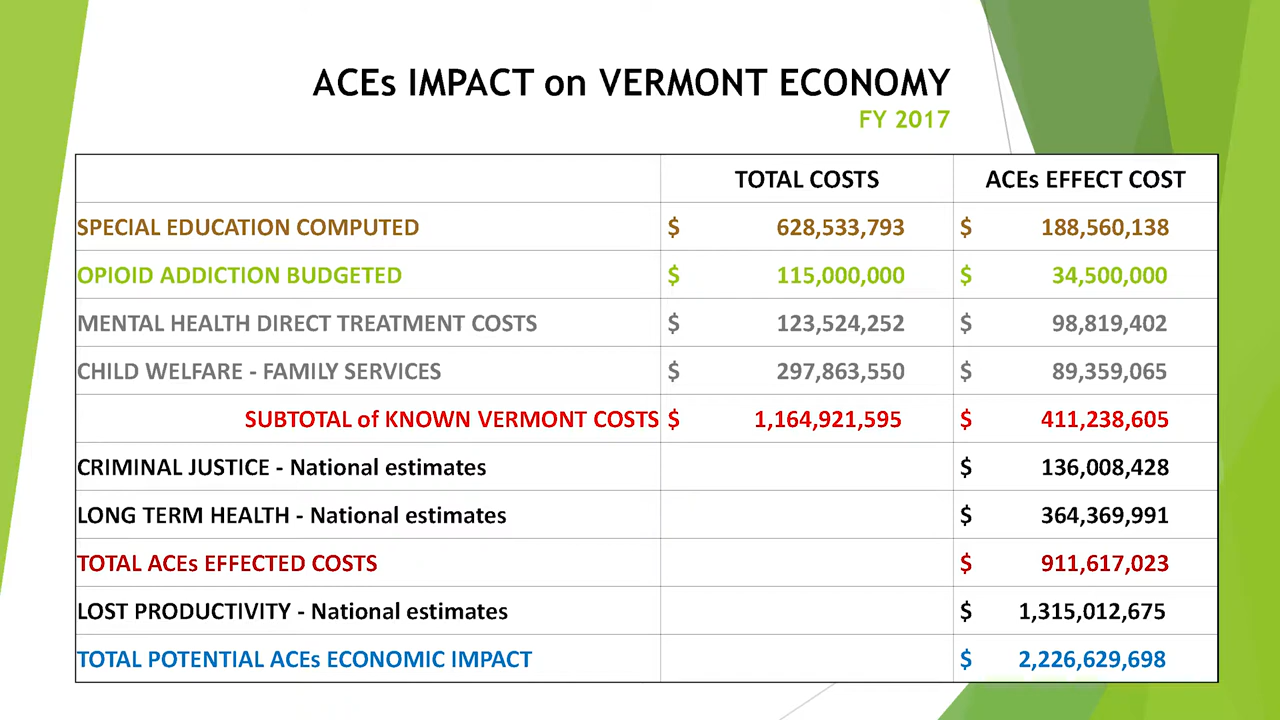 ACEs IMPACT on VERMONT ECONOMY
FY 2017
TOTAL COSTS ACEs EFFECT COST
SPECIAL EDUCATION COMPUTED $ 628,533,793 $ 188,560,138
OPIOID ADDICTION BUDGETED $ 115,000,000 $ 34,500,000
MENTAL HEALTH DIRECT TREATMENT COSTS $ 123,524,252 $ 98,819,402
CHILD WELFARE - FAMILY SERVICES $ 297,863,550 $ 89,359,065
SUBTOTAL of KNOWN VERMONT COSTS $ 1,164,921,595 $ 411,238,605
CRIMINAL JUSTICE - National estimates $ 136,008,428
LONG TERM HEALTH - National estimates $ 364,369,991
TOTAL ACEs EFFECTED COSTS $ 911,617,023
LOST PRODUCTIVITY - National estimates $ 1,315,012,675
TOTAL POTENTIAL ACEs ECONOMIC IMPACT $ 2,226,629,698